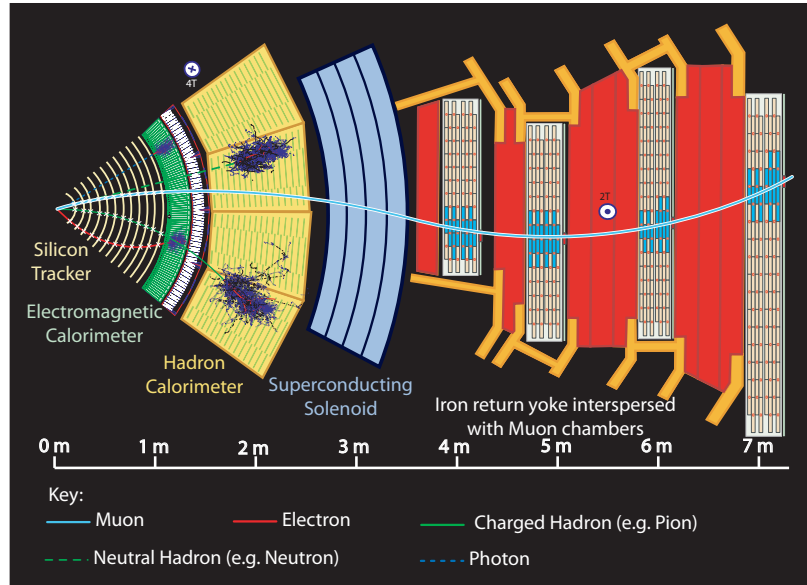 4T
2T
Silicon
Tracker
Electromagnetic
Calorimeter
Hadron
Calorimeter
Superconducting
Solenoid
Iron return yoke interspersed
with Muon chambers
0 m 1 m 2 m 3 m 4 m 5 m 6 m 7 m
Key:
Muon Electron Charged Hadron (e.g. Pion)
Neutral Hadron (e.g. Neutron) Photon